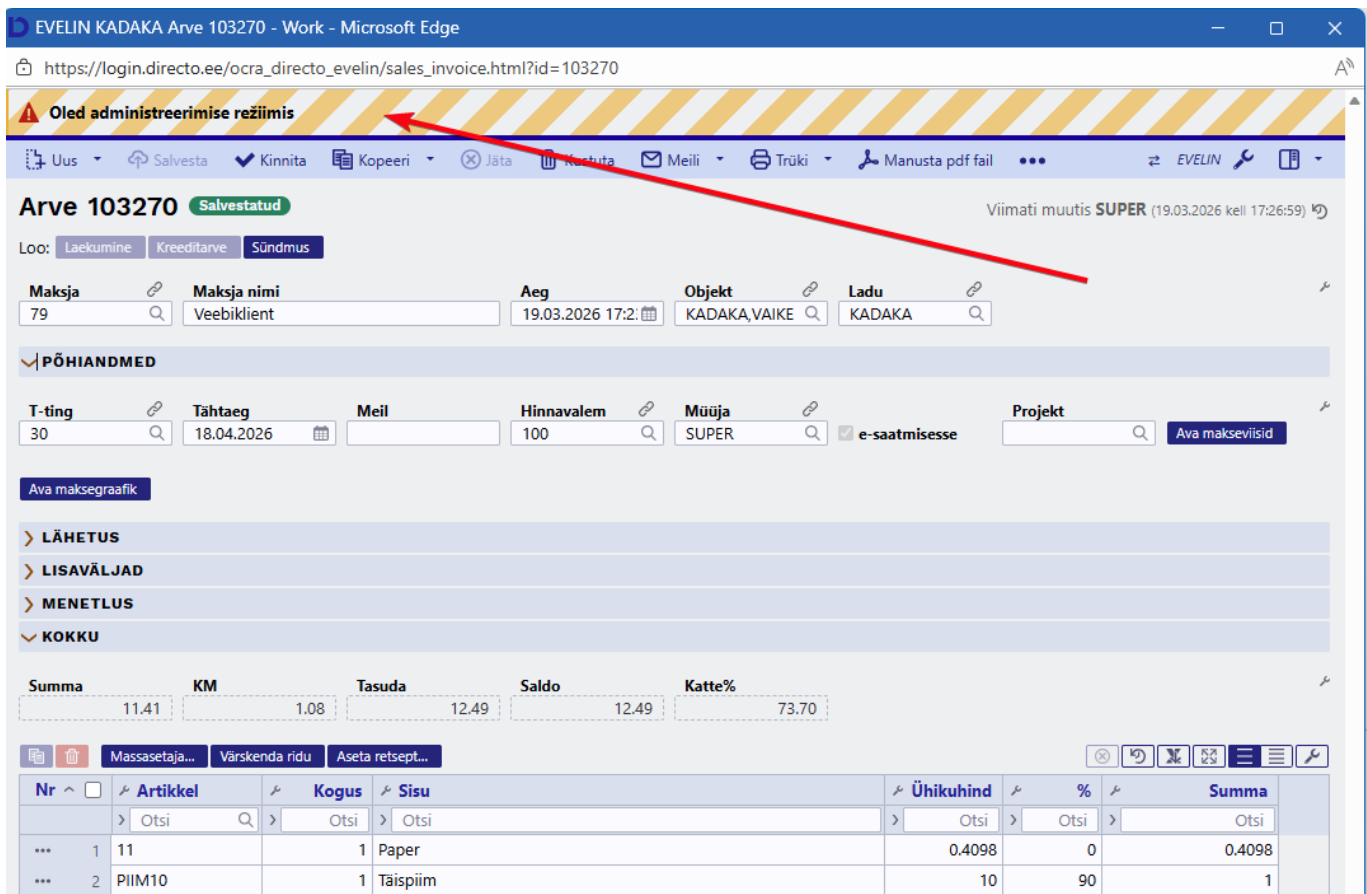 EVELIN KADAKA Arve 103270 - Work - Microsoft Edge
https://login.directo.ee/ocra_directo_evelin/sales_invoice.html?id=103270
Oled administreerimise režiimis
Uus Salvesta Kinnita Kopeeri Jäta Kustuta Meili Trüki Manusta pdf fail EVELIN
Arve 103270 Salvestatud Viimati muutis SUPER (19.03.2026 kell 17:26:59)
Loo: Laekumine Kreeditarve Sündmus
Maksja Maksja nimi Aeg Objekt Ladu
79 Veebiklient 19.03.2026 17:2 KADAKA,VAIKE KADAKA
PÕHIANDMED
T-ting Tähtaeg Meil Hinnavalem Müüja Projekt
30 18.04.2026 100 SUPER e-saatmisesse Ava makseviisid
Ava maksegraafik
LÄHETUS
LISAVÄLJAD
MENETLUS
KOKKU
Summa KM Tasuda Saldo Katte%
11.41 1.08 12.49 12.49 73.70
Massasetaja... Värskenda ridu Aseta retsept...
Nr Artikkel Kogus Sisu Ühikuhind % Summa
Otsi Otsi Otsi Otsi Otsi Otsi
1 11 1 Paper 0.4098 0 0.4098
2 PIIM10 1 Täispiim 10 90 1